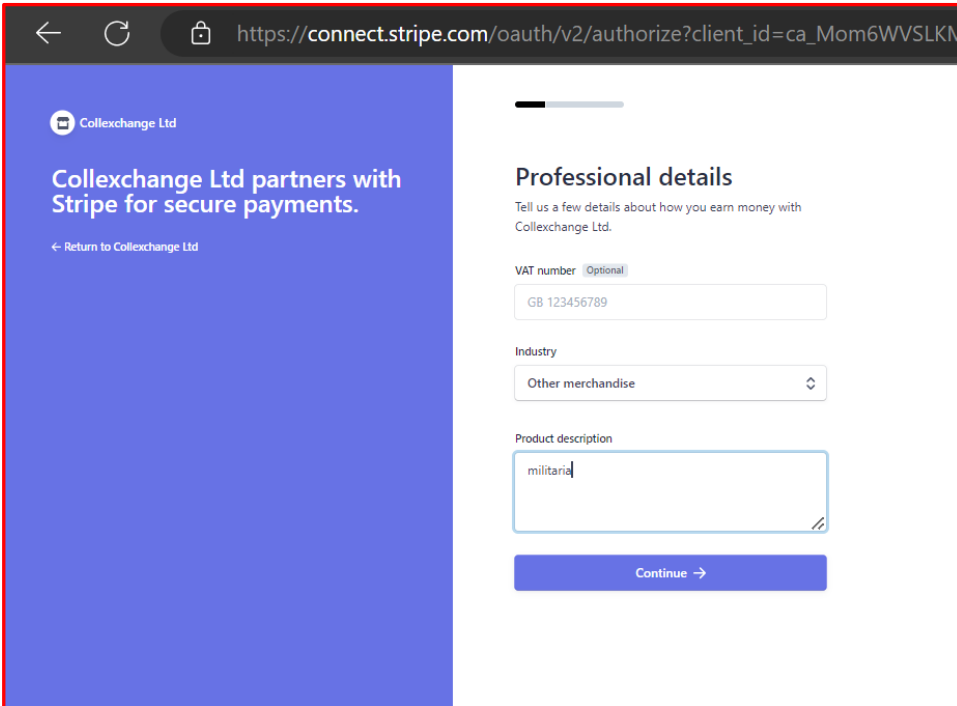 https://connect.stripe.com/oauth/v2/authorize?client_id=ca_Mom6WVSLKM
Collexchange Ltd
Collexchange Ltd partners with
Stripe for secure payments.
← Return to Collexchange Ltd
Professional details
Tell us a few details about how you earn money with
Collexchange Ltd.
VAT number Optional
GB 123456789
Industry
Other merchandise
Product description
militaria
Continue →